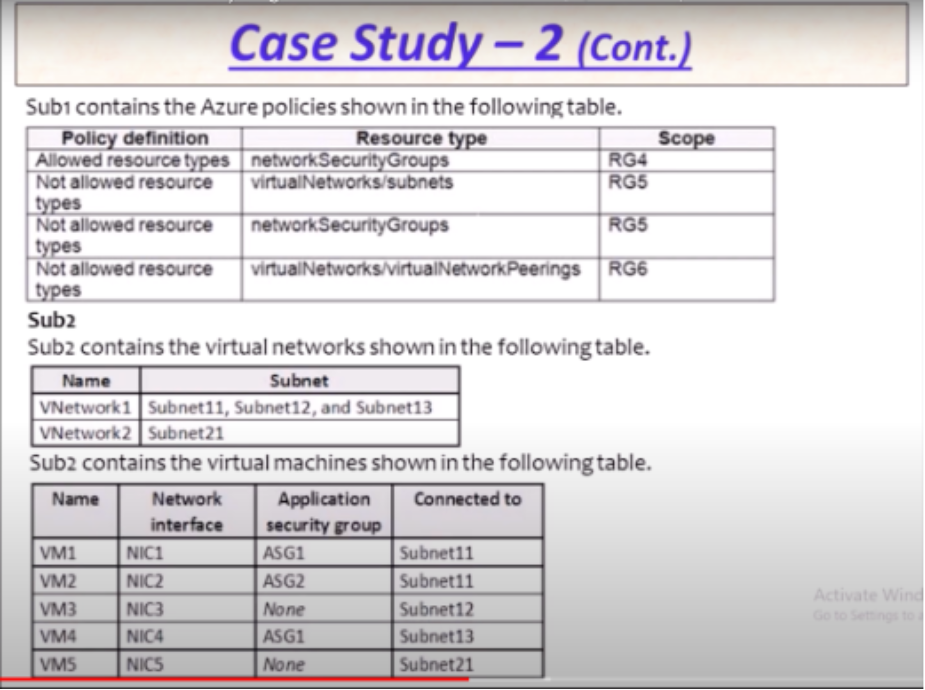 Case Study – 2 (Cont.)
Sub1 contains the Azure policies shown in the following table.
Policy definition Resource type Scope
Allowed resource types networkSecurityGroups RG4
Not allowed resource types virtualNetworks/subnets RG5
Not allowed resource types networkSecurityGroups RG5
Not allowed resource types virtualNetworks/virtualNetworkPeerings RG6
Sub2
Sub2 contains the virtual networks shown in the following table.
Name Subnet
VNetwork1 Subnet11, Subnet12, and Subnet13
VNetwork2 Subnet21
Sub2 contains the virtual machines shown in the following table.
Name Network interface Application security group Connected to
VM1 NIC1 ASG1 Subnet11
VM2 NIC2 ASG2 Subnet11
VM3 NIC3 None Subnet12
VM4 NIC4 ASG1 Subnet13
VM5 NIC5 None Subnet21
Activate Wind
Go to Settings to a